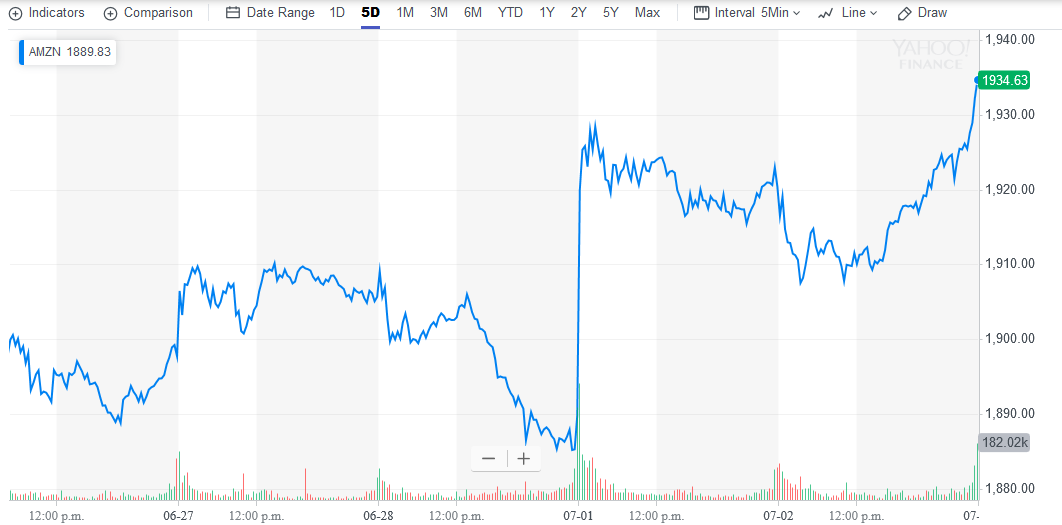 Indicators Comparison Date Range 1D 5D 1M 3M 6M YTD 1Y 2Y 5Y Max Interval 5Min Line Draw
AMZN 1889.83
YAHOO!
FINANCE
1,940.00
1934.63
1,930.00
1,920.00
1,910.00
1,900.00
1,890.00
182.02k
1,880.00
12:00 p.m. 06-27 12:00 p.m. 06-28 12:00 p.m. 07-01 12:00 p.m. 07-02 12:00 p.m. 07-